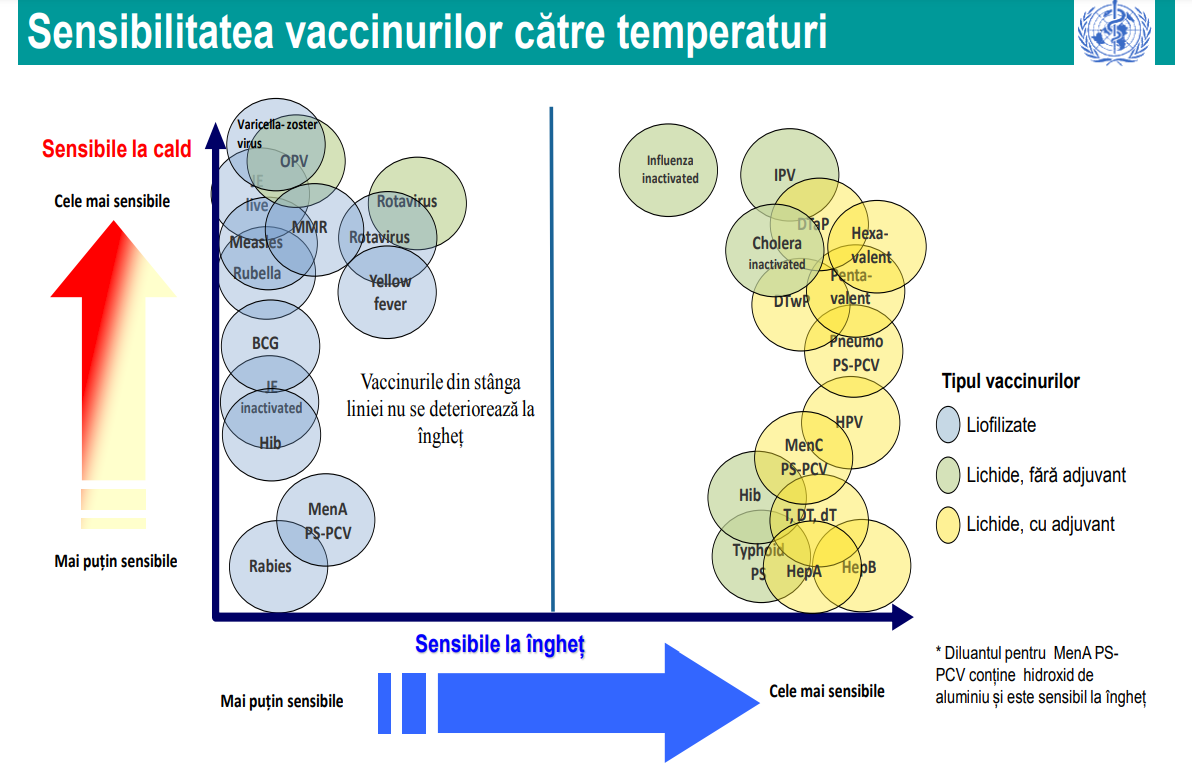 Sensibilitatea vaccinurilor către temperaturi
Sensibile la cald
Cele mai sensibile
Mai puțin sensibile
Varicella- zoster
virus
OPV
JE
live
MMR
Measles
Rubella
Rotavirus
Rotavirus
Yellow
fever
BCG
JE
inactivated
Hib
MenA
PS-PCV
Rabies
Vaccinurile din stânga
liniei nu se deteriorează la
îngheț
Influenza
inactivated
IPV
DTaP
Cholera
inactivated
Hexa-
valent
Penta-
valent
DTwP
Pneumo
PS-PCV
HPV
MenC
PS-PCV
Hib
T, DT, dT
Typhoid
PS
HepA
HepB
Tipul vaccinurilor
Liofilizate
Lichide, fără adjuvant
Lichide, cu adjuvant
Sensibile la îngheț
Mai puțin sensibile
Cele mai sensibile
* Diluantul pentru MenA PS-
PCV conține hidroxid de
aluminiu și este sensibil la îngheț